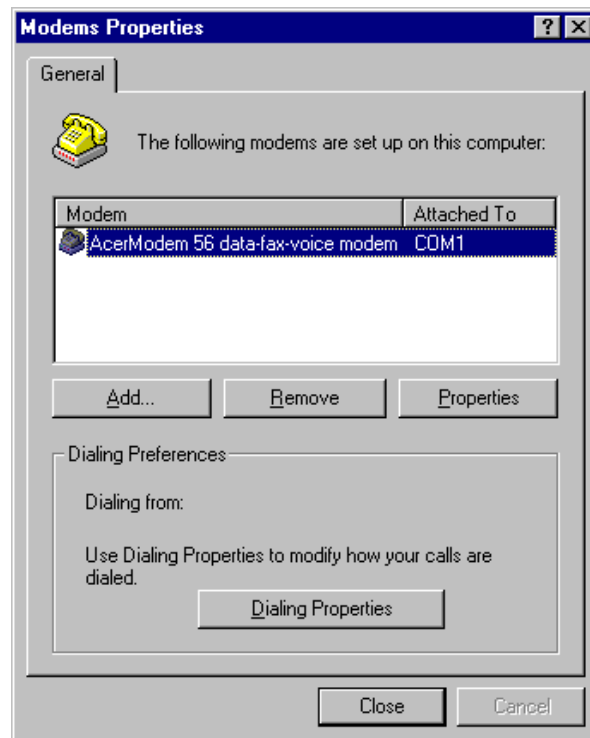 Modems Properties
General
The following modems are set up on this computer:
Modem Attached To
AcerModem 56 data-fax-voice modem COM1
Add... Remove Properties
Dialing Preferences
Dialing from:
Use Dialing Properties to modify how your calls are
dialed.
Dialing Properties
Close Cancel